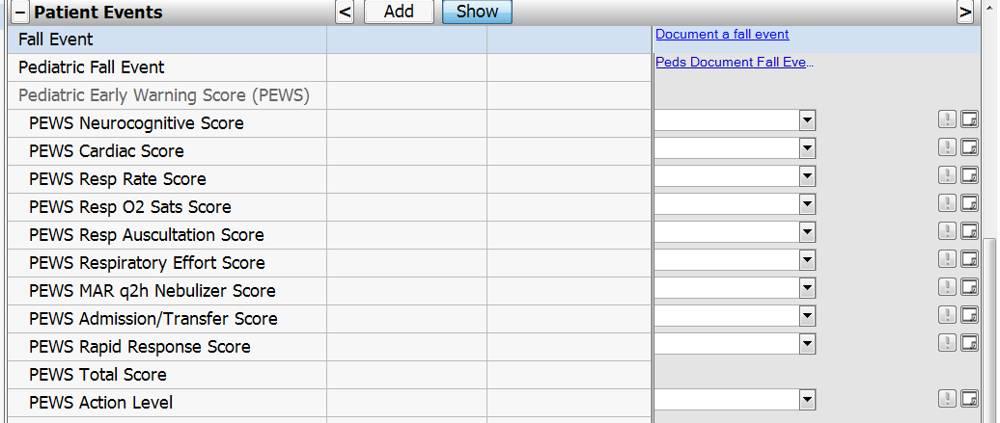 − Patient Events < Add Show >
Fall Event Document a fall event
Pediatric Fall Event Peds Document Fall Eve...
Pediatric Early Warning Score (PEWS)
PEWS Neurocognitive Score
PEWS Cardiac Score
PEWS Resp Rate Score
PEWS Resp O2 Sats Score
PEWS Resp Auscultation Score
PEWS Respiratory Effort Score
PEWS MAR q2h Nebulizer Score
PEWS Admission/Transfer Score
PEWS Rapid Response Score
PEWS Total Score
PEWS Action Level